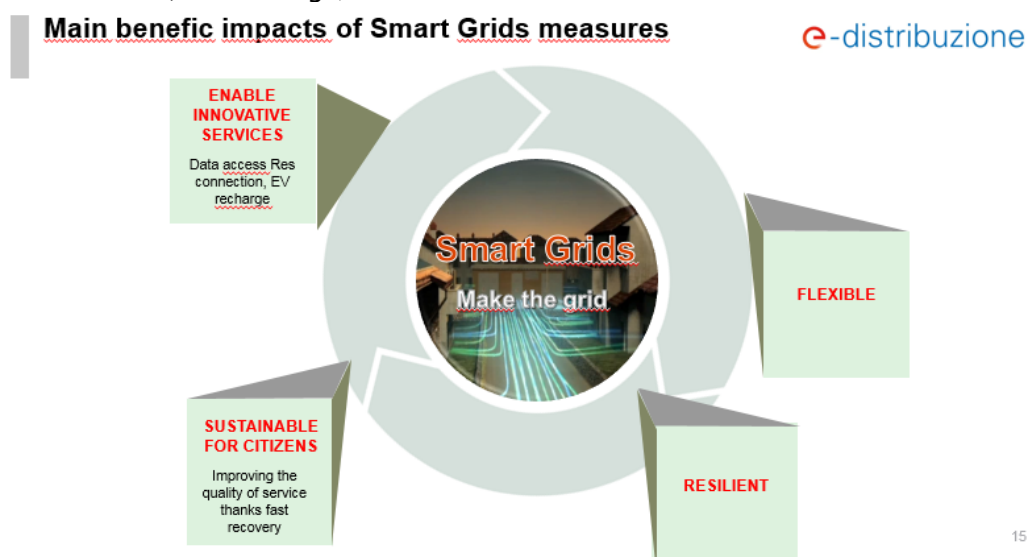 Main benefic impacts of Smart Grids measures
e-distribuzione
ENABLE
INNOVATIVE
SERVICES
Data access Res
connection, EV
recharge
Smart Grids
Make the grid
FLEXIBLE
SUSTAINABLE
FOR CITIZENS
Improving the
quality of service
thanks fast
recovery
RESILIENT
15